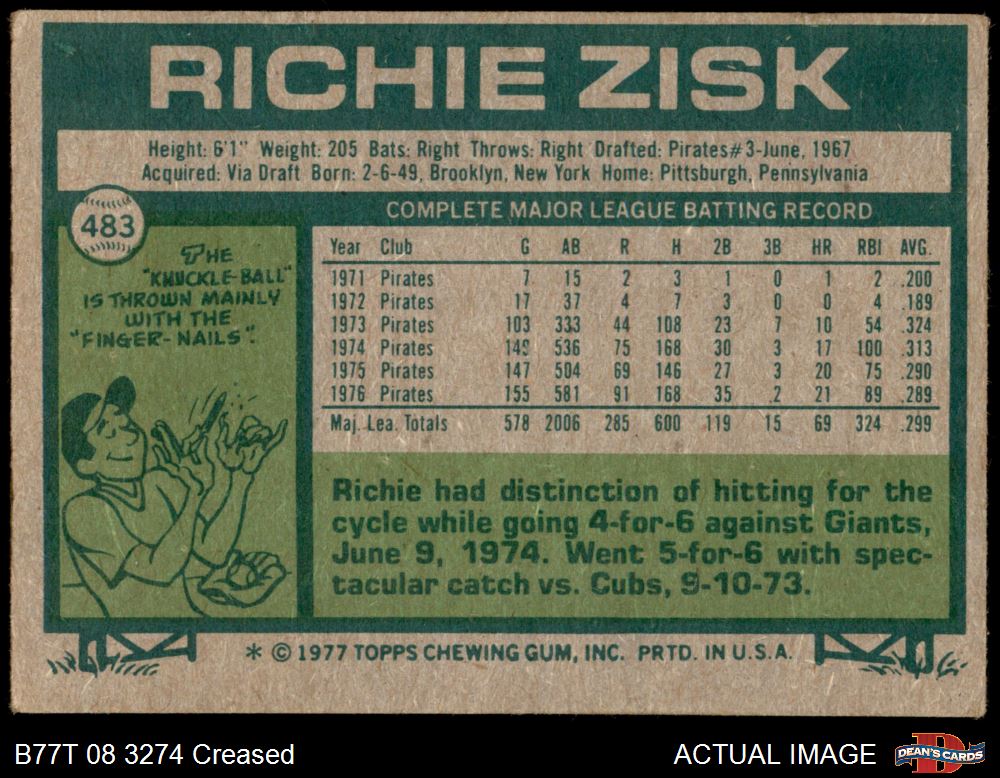 RICHIE ZISK
Height: 6'1" Weight: 205 Bats: Right Throws: Right Drafted: Pirates#3-June, 1967
Acquired: Via Draft Born: 2-6-49, Brooklyn, New York Home: Pittsburgh, Pennsylvania
483
THE
"KNUCKLE-BALL"
IS THROWN MAINLY
WITH THE
"FINGER-NAILS".
COMPLETE MAJOR LEAGUE BATTING RECORD
Year Club G AB R H 2B 3B HR RBI AVG.
1971 Pirates 7 15 2 3 1 0 1 2 .200
1972 Pirates 17 37 4 7 3 0 0 4 .189
1973 Pirates 103 333 44 108 23 7 10 54 .324
1974 Pirates 149 536 75 168 30 3 17 100 .313
1975 Pirates 147 504 69 146 27 3 20 75 .290
1976 Pirates 155 581 91 168 35 2 21 89 .289
Maj. Lea. Totals 578 2006 285 600 119 15 69 324 .299
Richie had distinction of hitting for the
cycle while going 4-for-6 against Giants,
June 9, 1974. Went 5-for-6 with spec-
tacular catch vs. Cubs, 9-10-73.
* © 1977 TOPPS CHEWING GUM, INC. PRTD. IN U.S.A.
B77T 08 3274 Creased
ACTUAL IMAGE
DEAN'S CARDS